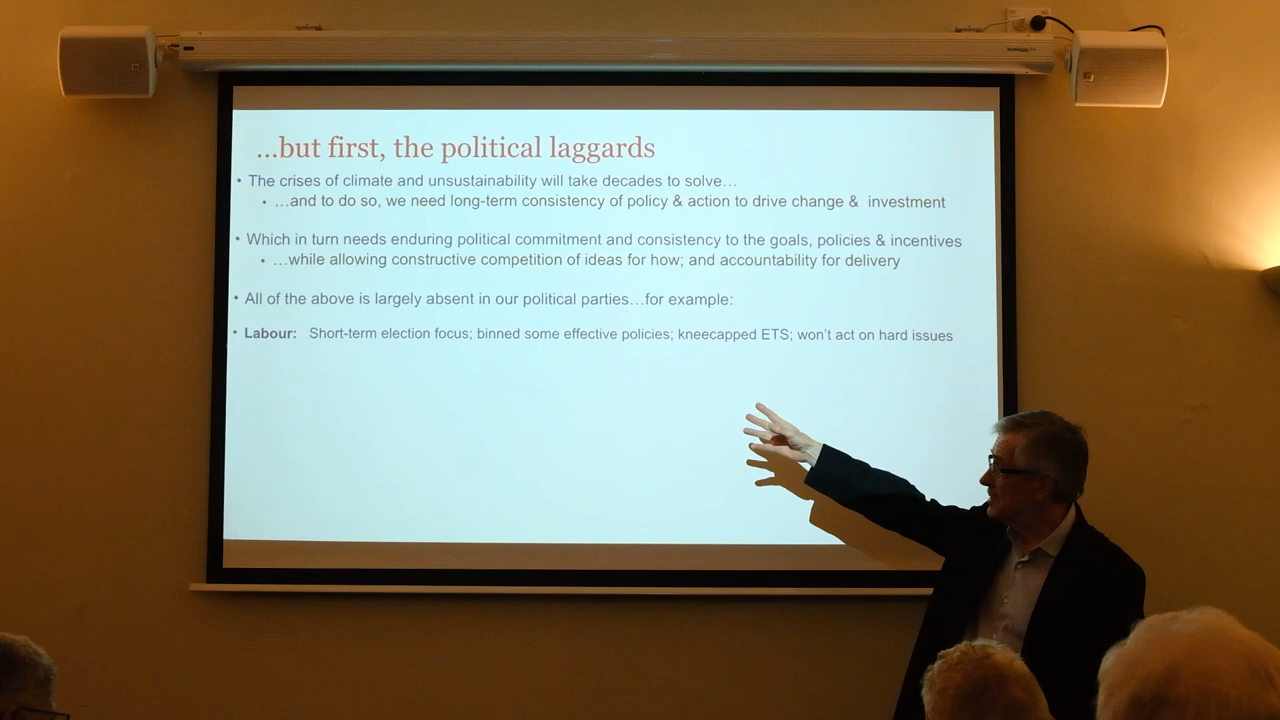 ...but first, the political laggards
• The crises of climate and unsustainability will take decades to solve...
• ...and to do so, we need long-term consistency of policy & action to drive change & investment
• Which in turn needs enduring political commitment and consistency to the goals, policies & incentives
• ...while allowing constructive competition of ideas for how; and accountability for delivery
• All of the above is largely absent in our political parties...for example:
• Labour: Short-term election focus; binned some effective policies; kneecapped ETS; won't act on hard issues